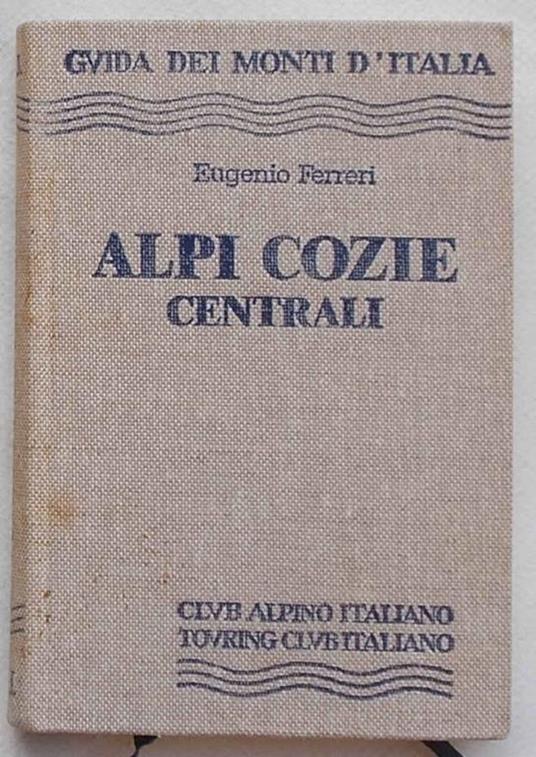 GVIDA DEI MONTI D'ITALIA
Eugenio Ferreri
ALPI COZIE
CENTRALI
CLVB ALPINO ITALIANO
TOVRING CLVB ITALIANO